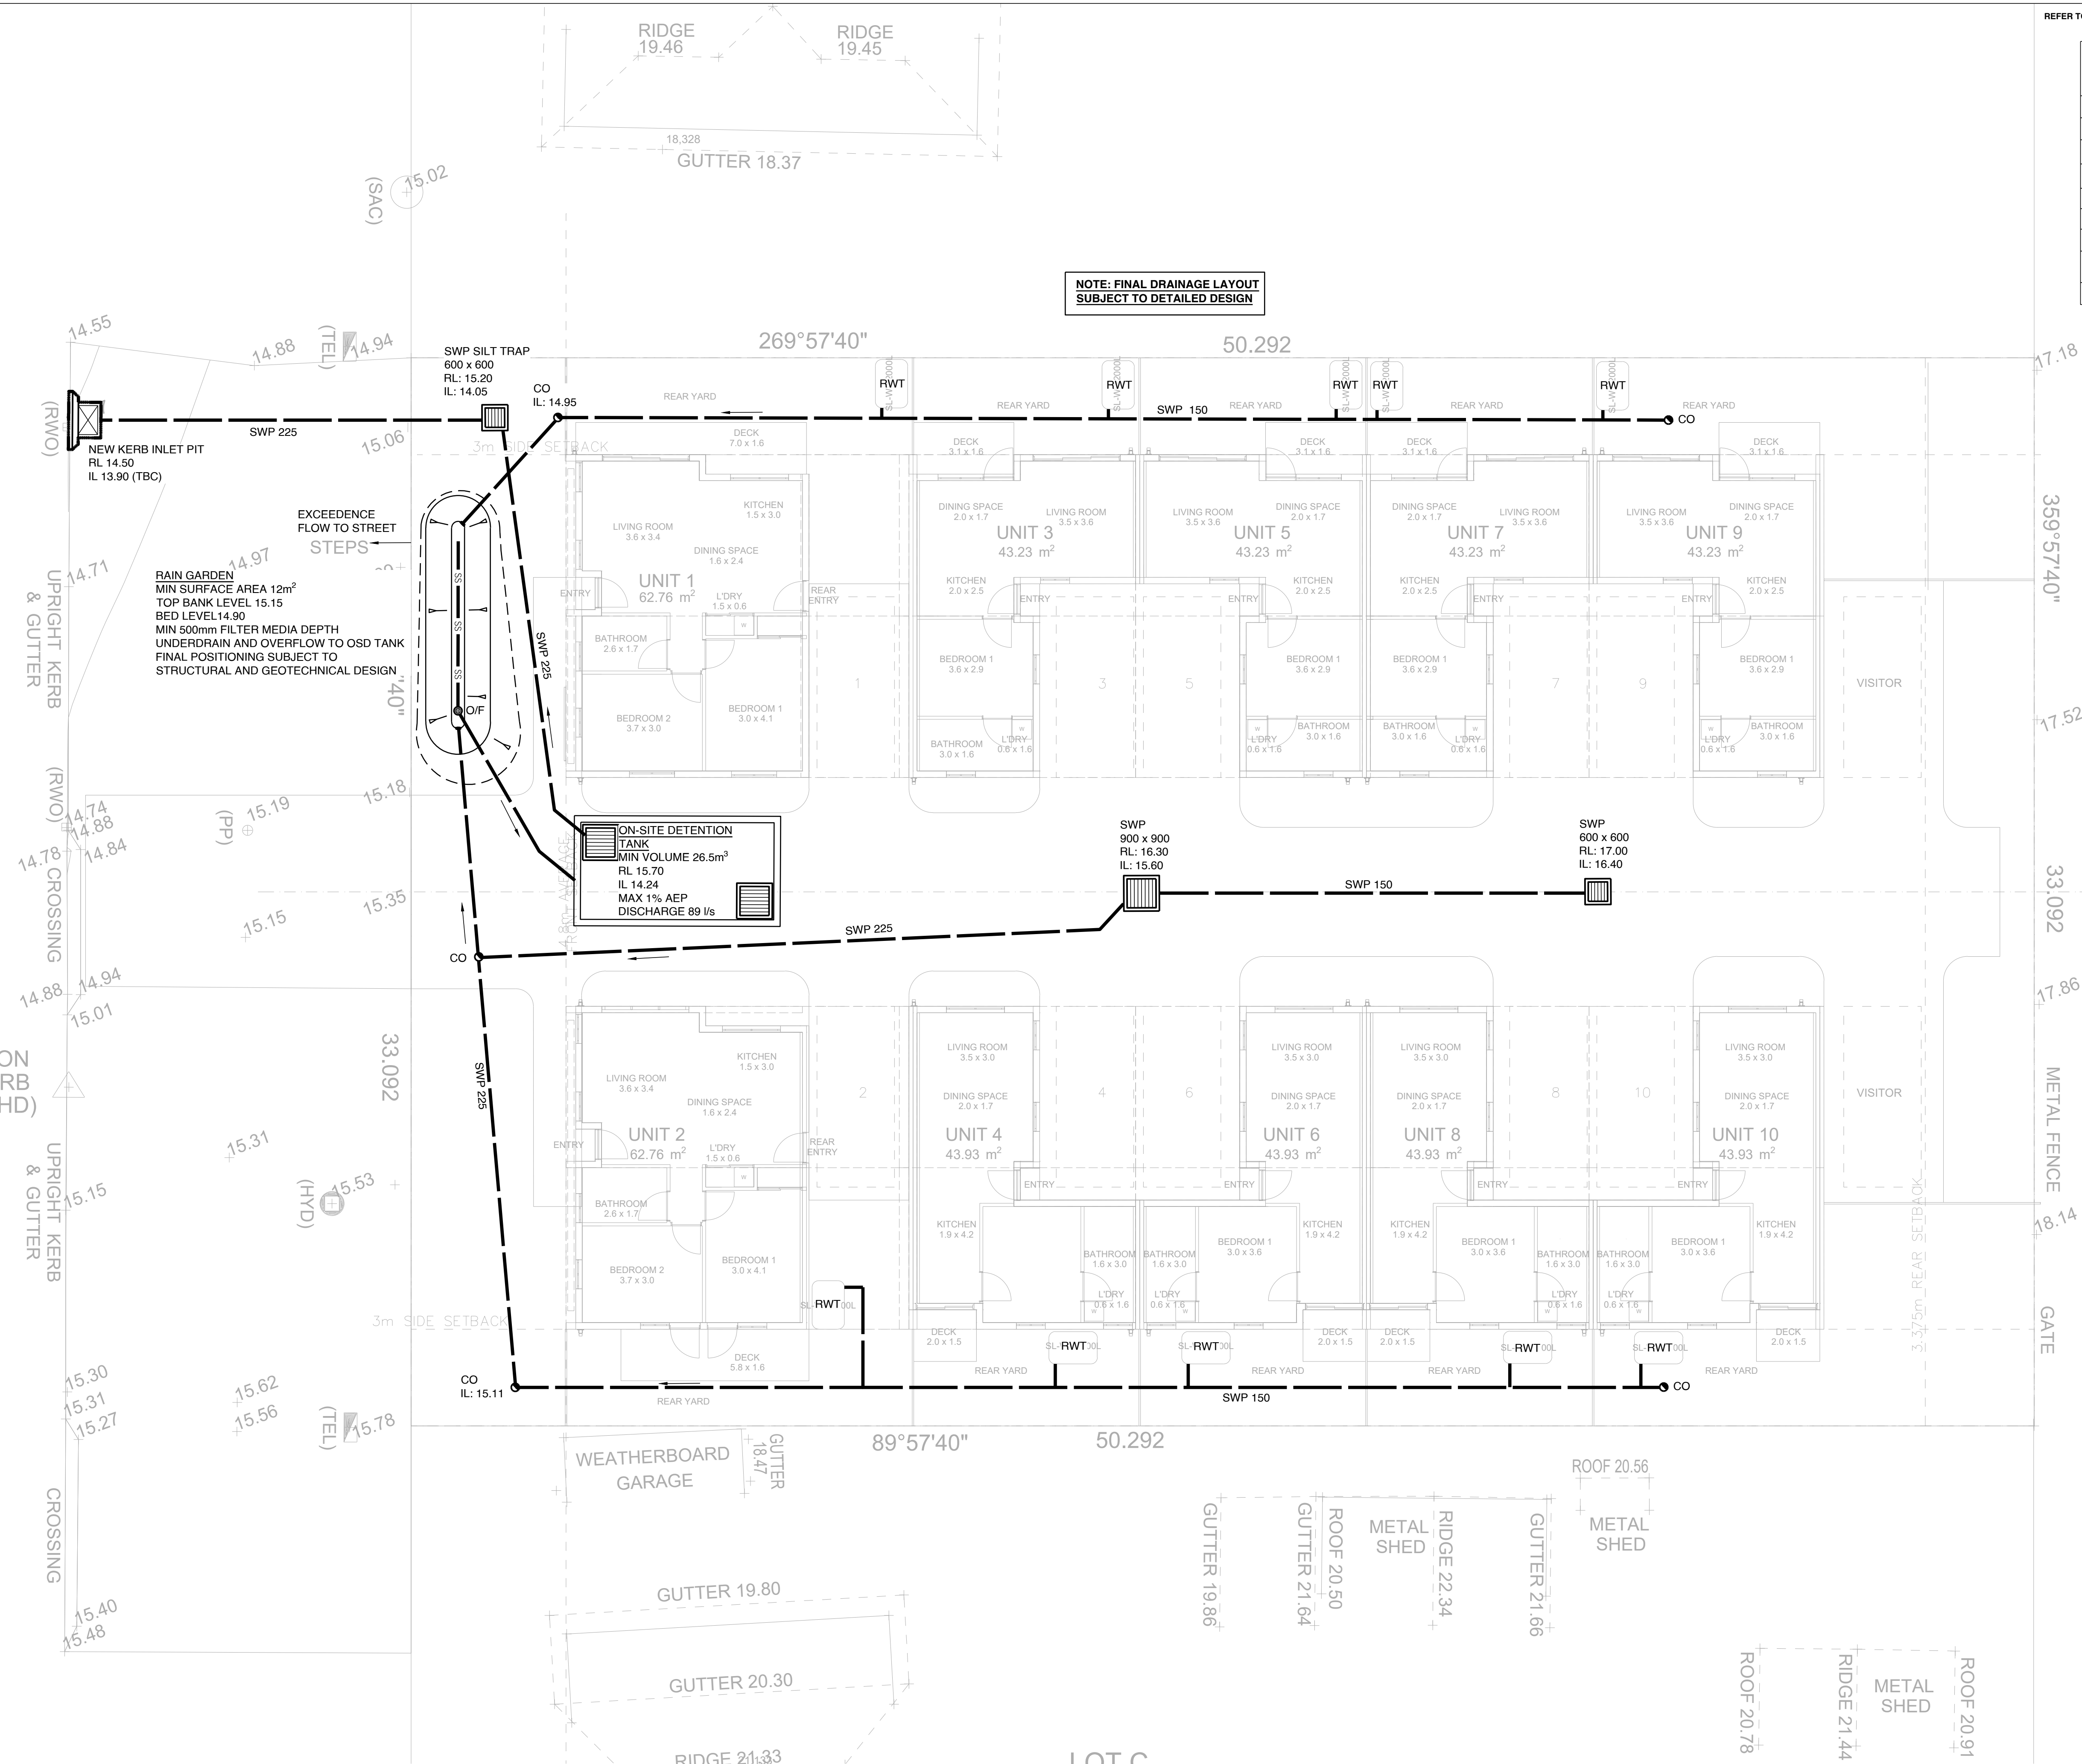 REFER TO
RIDGE
19.46
RIDGE
19.45
18,328
GUTTER 18.37
(SAC)
15.02
NOTE: FINAL DRAINAGE LAYOUT
SUBJECT TO DETAILED DESIGN
14.55
14.88
(TEL)
14.94
269°57'40"
50.292
17.18
SWP SILT TRAP
600 x 600
RL: 15.20
IL: 14.05
CO
IL: 14.95
REAR YARD
RWT
REAR YARD
RWT
SWP 150
REAR YARD
RWT
RWT
REAR YARD
RWT
REAR YARD
CO
(RWO)
SWP 225
NEW KERB INLET PIT
RL 14.50
IL 13.90 (TBC)
15.06
3m SIDE SETBACK
DECK
7.0 x 1.6
DECK
3.1 x 1.6
DECK
3.1 x 1.6
DECK
3.1 x 1.6
DECK
3.1 x 1.6
EXCEEDENCE
FLOW TO STREET
STEPS
14.97
14.71
RAIN GARDEN
MIN SURFACE AREA 12m²
TOP BANK LEVEL 15.15
BED LEVEL14.90
MIN 500mm FILTER MEDIA DEPTH
UNDERDRAIN AND OVERFLOW TO OSD TANK
FINAL POSITIONING SUBJECT TO
STRUCTURAL AND GEOTECHNICAL DESIGN
"40"
UPRIGHT KERB
& GUTTER
SS
SS
SS
O/F
SWP 225
LIVING ROOM
3.6 x 3.4
KITCHEN
1.5 x 3.0
DINING SPACE
1.6 x 2.4
UNIT 1
62.76 m²
ENTRY
L'DRY
1.5 x 0.6
W
REAR
ENTRY
BATHROOM
2.6 x 1.7
BEDROOM 2
3.7 x 3.0
BEDROOM 1
3.0 x 4.1
1
DINING SPACE
2.0 x 1.7
LIVING ROOM
3.5 x 3.6
UNIT 3
43.23 m²
KITCHEN
2.0 x 2.5
ENTRY
BEDROOM 1
3.6 x 2.9
BATHROOM
3.0 x 1.6
L'DRY
0.6 x 1.6
W
3
LIVING ROOM
3.5 x 3.6
DINING SPACE
2.0 x 1.7
UNIT 5
43.23 m²
KITCHEN
2.0 x 2.5
ENTRY
BEDROOM 1
3.6 x 2.9
BATHROOM
3.0 x 1.6
L'DRY
0.6 x 1.6
W
5
DINING SPACE
2.0 x 1.7
LIVING ROOM
3.5 x 3.6
UNIT 7
43.23 m²
KITCHEN
2.0 x 2.5
ENTRY
BEDROOM 1
3.6 x 2.9
BATHROOM
3.0 x 1.6
L'DRY
0.6 x 1.6
W
7
LIVING ROOM
3.5 x 3.6
DINING SPACE
2.0 x 1.7
UNIT 9
43.23 m²
KITCHEN
2.0 x 2.5
ENTRY
BEDROOM 1
3.6 x 2.9
BATHROOM
3.0 x 1.6
L'DRY
0.6 x 1.6
W
9
VISITOR
359°57'40"
17.52
(RWO)
14.74
14.88
14.84
14.78
(PP)
15.19
15.18
15.15
15.35
CROSSING
14.94
14.88
15.01
ON-SITE DETENTION
TANK
MIN VOLUME 26.5m³
RL 15.70
IL 14.24
MAX 1% AEP
DISCHARGE 89 l/s
SWP
900 x 900
RL: 16.30
IL: 15.60
SWP 150
SWP
600 x 600
RL: 17.00
IL: 16.40
SWP 225
CO
33.092
17.86
33.092
SWP 225
LIVING ROOM
3.6 x 3.4
KITCHEN
1.5 x 3.0
DINING SPACE
1.6 x 2.4
UNIT 2
62.76 m²
ENTRY
L'DRY
1.5 x 0.6
W
REAR
ENTRY
BATHROOM
2.6 x 1.7
BEDROOM 2
3.7 x 3.0
BEDROOM 1
3.0 x 4.1
2
LIVING ROOM
3.5 x 3.0
DINING SPACE
2.0 x 1.7
UNIT 4
43.93 m²
ENTRY
KITCHEN
1.9 x 4.2
BATHROOM
1.6 x 3.0
L'DRY
0.6 x 1.6
W
4
LIVING ROOM
3.5 x 3.0
DINING SPACE
2.0 x 1.7
UNIT 6
43.93 m²
ENTRY
BATHROOM
1.6 x 3.0
BEDROOM 1
3.0 x 3.6
KITCHEN
1.9 x 4.2
L'DRY
0.6 x 1.6
W
6
LIVING ROOM
3.5 x 3.0
DINING SPACE
2.0 x 1.7
UNIT 8
43.93 m²
ENTRY
KITCHEN
1.9 x 4.2
BEDROOM 1
3.0 x 3.6
BATHROOM
1.6 x 3.0
L'DRY
0.6 x 1.6
W
8
LIVING ROOM
3.5 x 3.0
DINING SPACE
2.0 x 1.7
UNIT 10
43.93 m²
ENTRY
BATHROOM
1.6 x 3.0
BEDROOM 1
3.0 x 3.6
KITCHEN
1.9 x 4.2
L'DRY
0.6 x 1.6
W
10
VISITOR
METAL FENCE
18.14
3.375m REAR SETBACK
GATE
ON
RB
HD)
15.31
15.53
(HYD)
15.15
UPRIGHT KERB
& GUTTER
3m SIDE SETBACK
RWT
DECK
5.8 x 1.6
DECK
2.0 x 1.5
RWT
RWT
DECK
2.0 x 1.5
DECK
2.0 x 1.5
RWT
RWT
DECK
2.0 x 1.5
CO
IL: 15.11
REAR YARD
REAR YARD
REAR YARD
REAR YARD
REAR YARD
SWP 150
CO
15.30
15.31
15.27
15.62
15.56
(TEL)
15.78
89°57'40"
50.292
WEATHERBOARD
GARAGE
GUTTER
18.47
ROOF 20.56
METAL
SHED
GUTTER 19.86
GUTTER 21.64
ROOF 20.50
METAL
SHED
RIDGE 22.34
GUTTER 21.66
CROSSING
15.40
15.48
GUTTER 19.80
GUTTER 20.30
RIDGE 21.33
LOT C
ROOF 20.78
RIDGE 21.44
METAL
SHED
ROOF 20.91